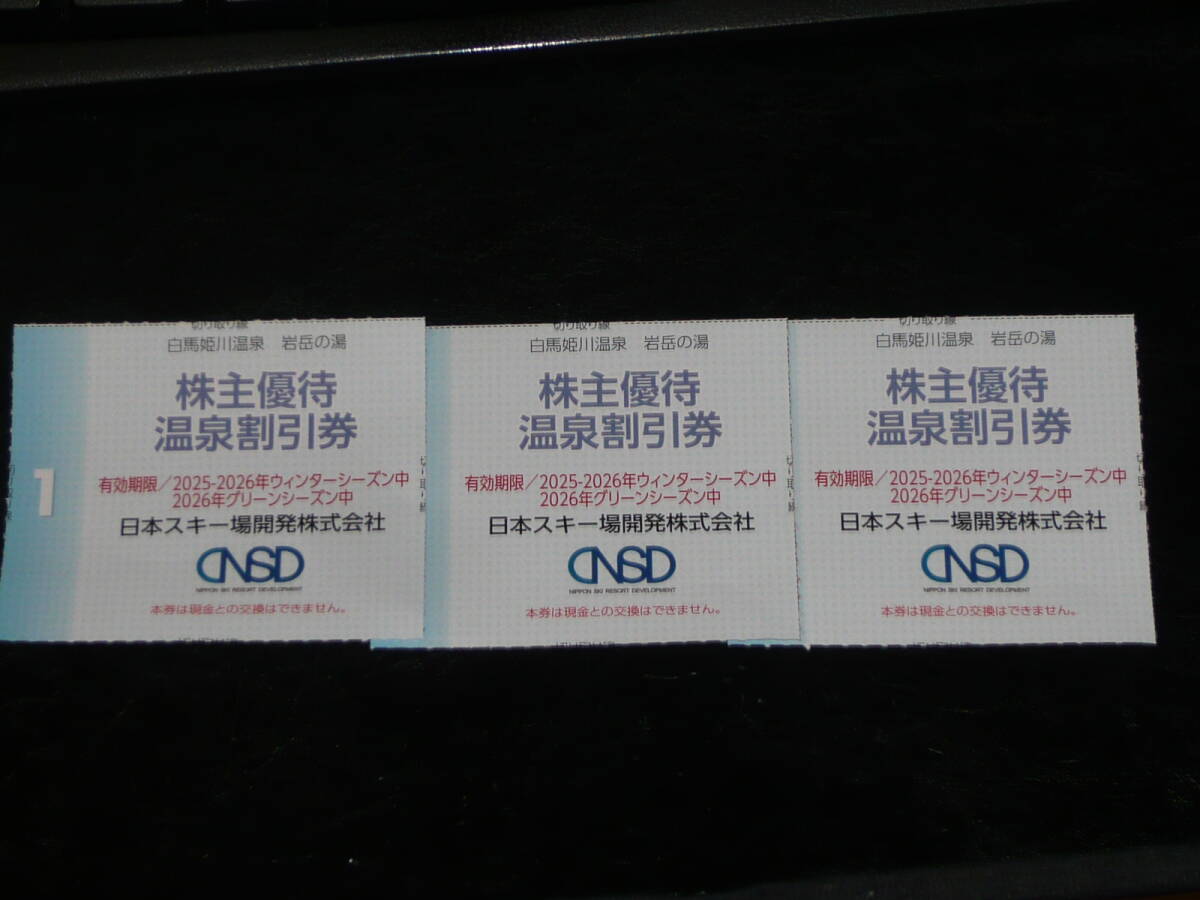 切り取り線
白馬姫川温泉 岩岳の湯
株主優待
温泉割引券
1
有効期限/2025-2026年ウィンターシーズン中
2026年グリーンシーズン中
日本スキー場開発株式会社
NSD
NIPPON SKI RESORT DEVELOPMENT
本券は現金との交換はできません。
切り取り線
白馬姫川温泉 岩岳の湯
株主優待
温泉割引券
有効期限/2025-2026年ウィンターシーズン中
2026年グリーンシーズン中
日本スキー場開発株式会社
NSD
NIPPON SKI RESORT DEVELOPMENT
本券は現金との交換はできません。
切り取り線
白馬姫川温泉 岩岳の湯
株主優待
温泉割引券
有効期限/2025-2026年ウィンターシーズン中
2026年グリーンシーズン中
日本スキー場開発株式会社
NSD
NIPPON SKI RESORT DEVELOPMENT
本券は現金との交換はできません。